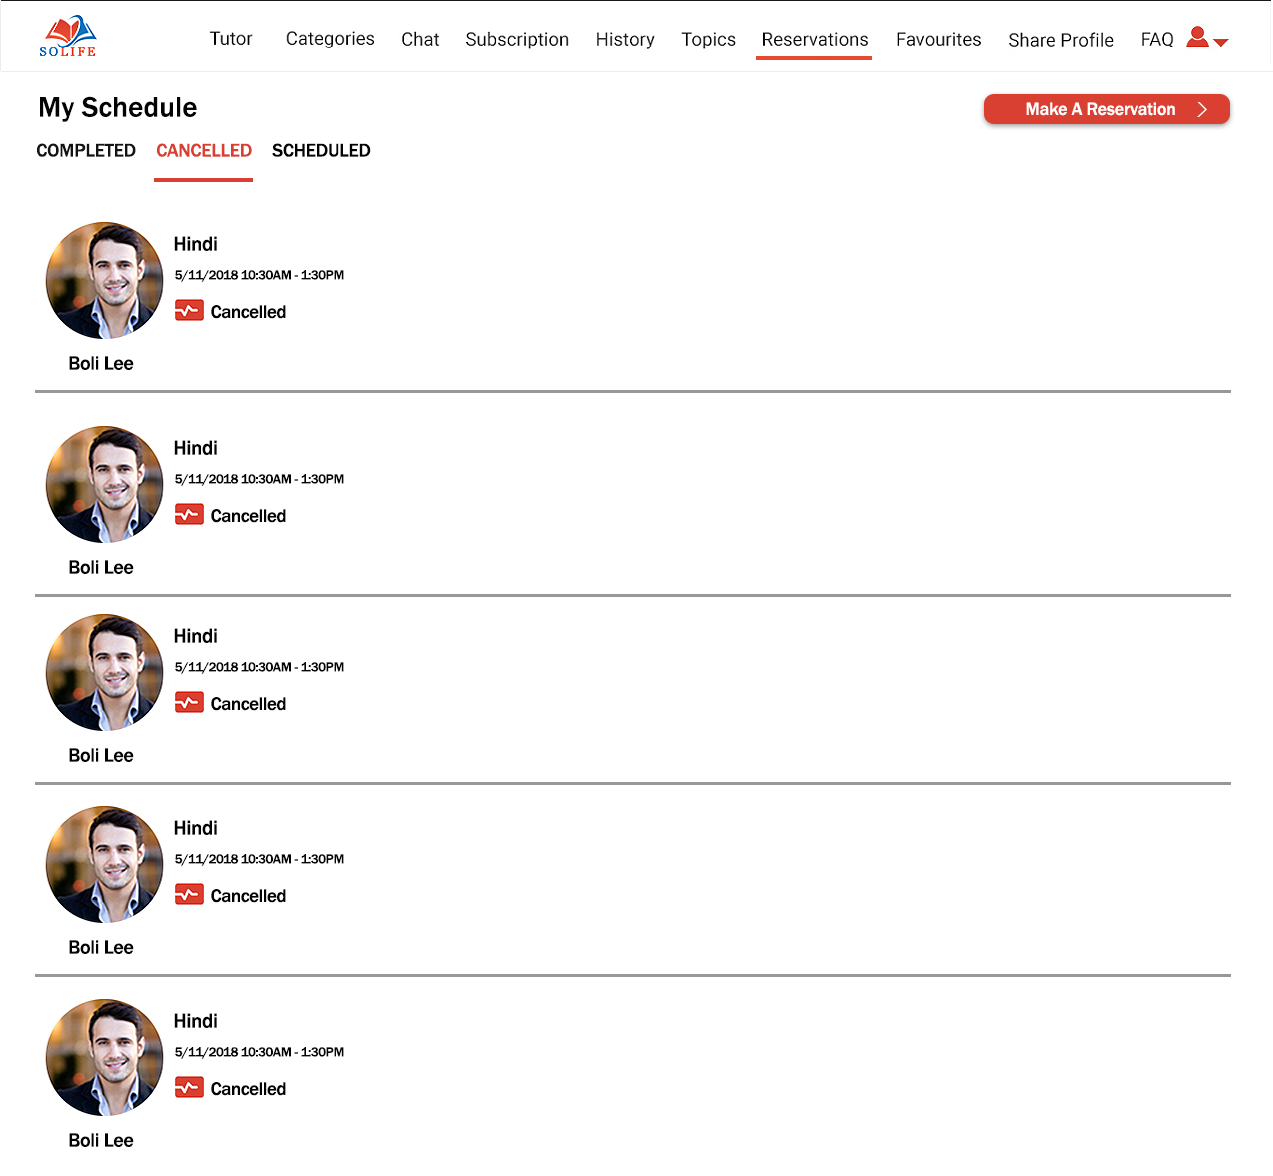 SOLIFE
Tutor Categories Chat Subscription History Topics Reservations Favourites Share Profile FAQ
My Schedule
Make A Reservation
COMPLETED CANCELLED SCHEDULED
Hindi
5/11/2018 10:30AM - 1:30PM
Cancelled
Boli Lee
Hindi
5/11/2018 10:30AM - 1:30PM
Cancelled
Boli Lee
Hindi
5/11/2018 10:30AM - 1:30PM
Cancelled
Boli Lee
Hindi
5/11/2018 10:30AM - 1:30PM
Cancelled
Boli Lee
Hindi
5/11/2018 10:30AM - 1:30PM
Cancelled
Boli Lee